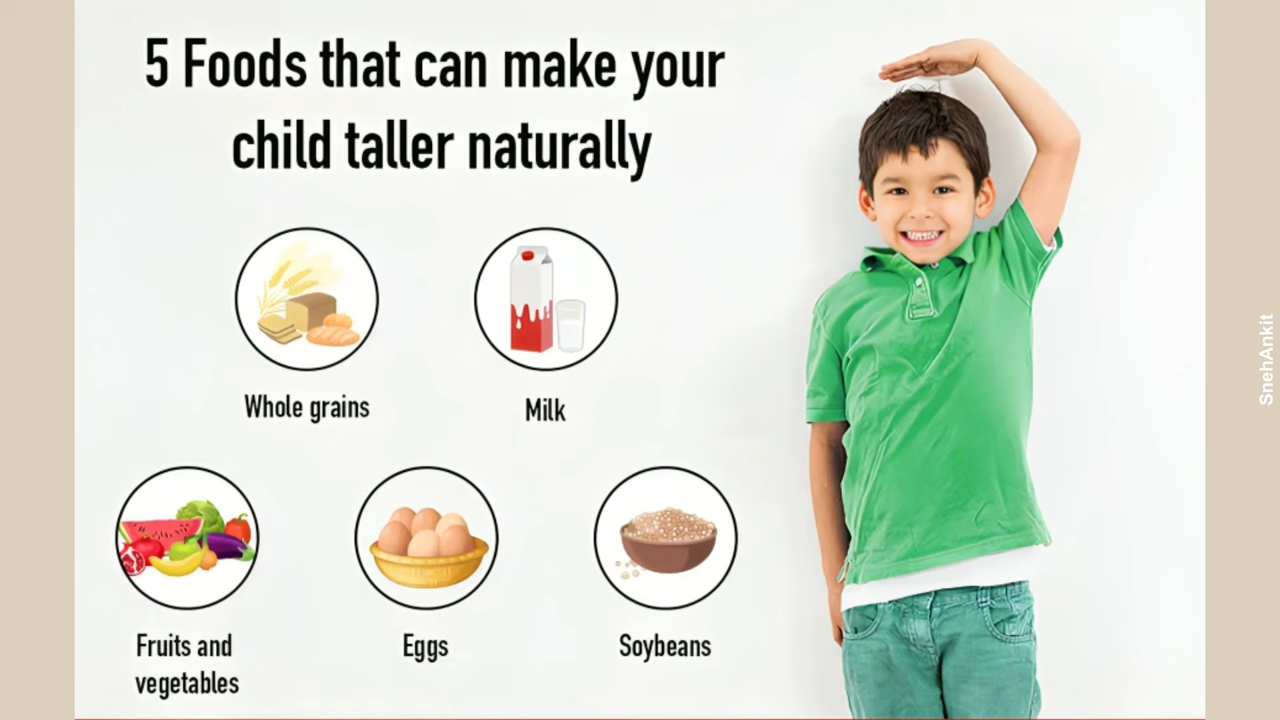 5 Foods that can make your
child taller naturally
Whole grains
Milk
Fruits and
vegetables
Eggs
Soybeans
SnehAnkit